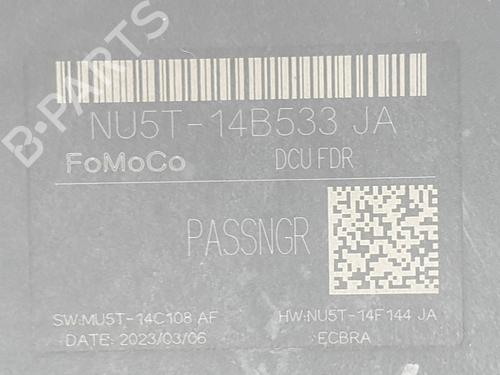 B-PARTS
NU5T-14B533 JA
FoMoCo DCU FDR
PASSNGR
SW:MU5T-14C108 AF HW:NU5T-14F144 JA
DATE: 2023/03/06 ECBRA